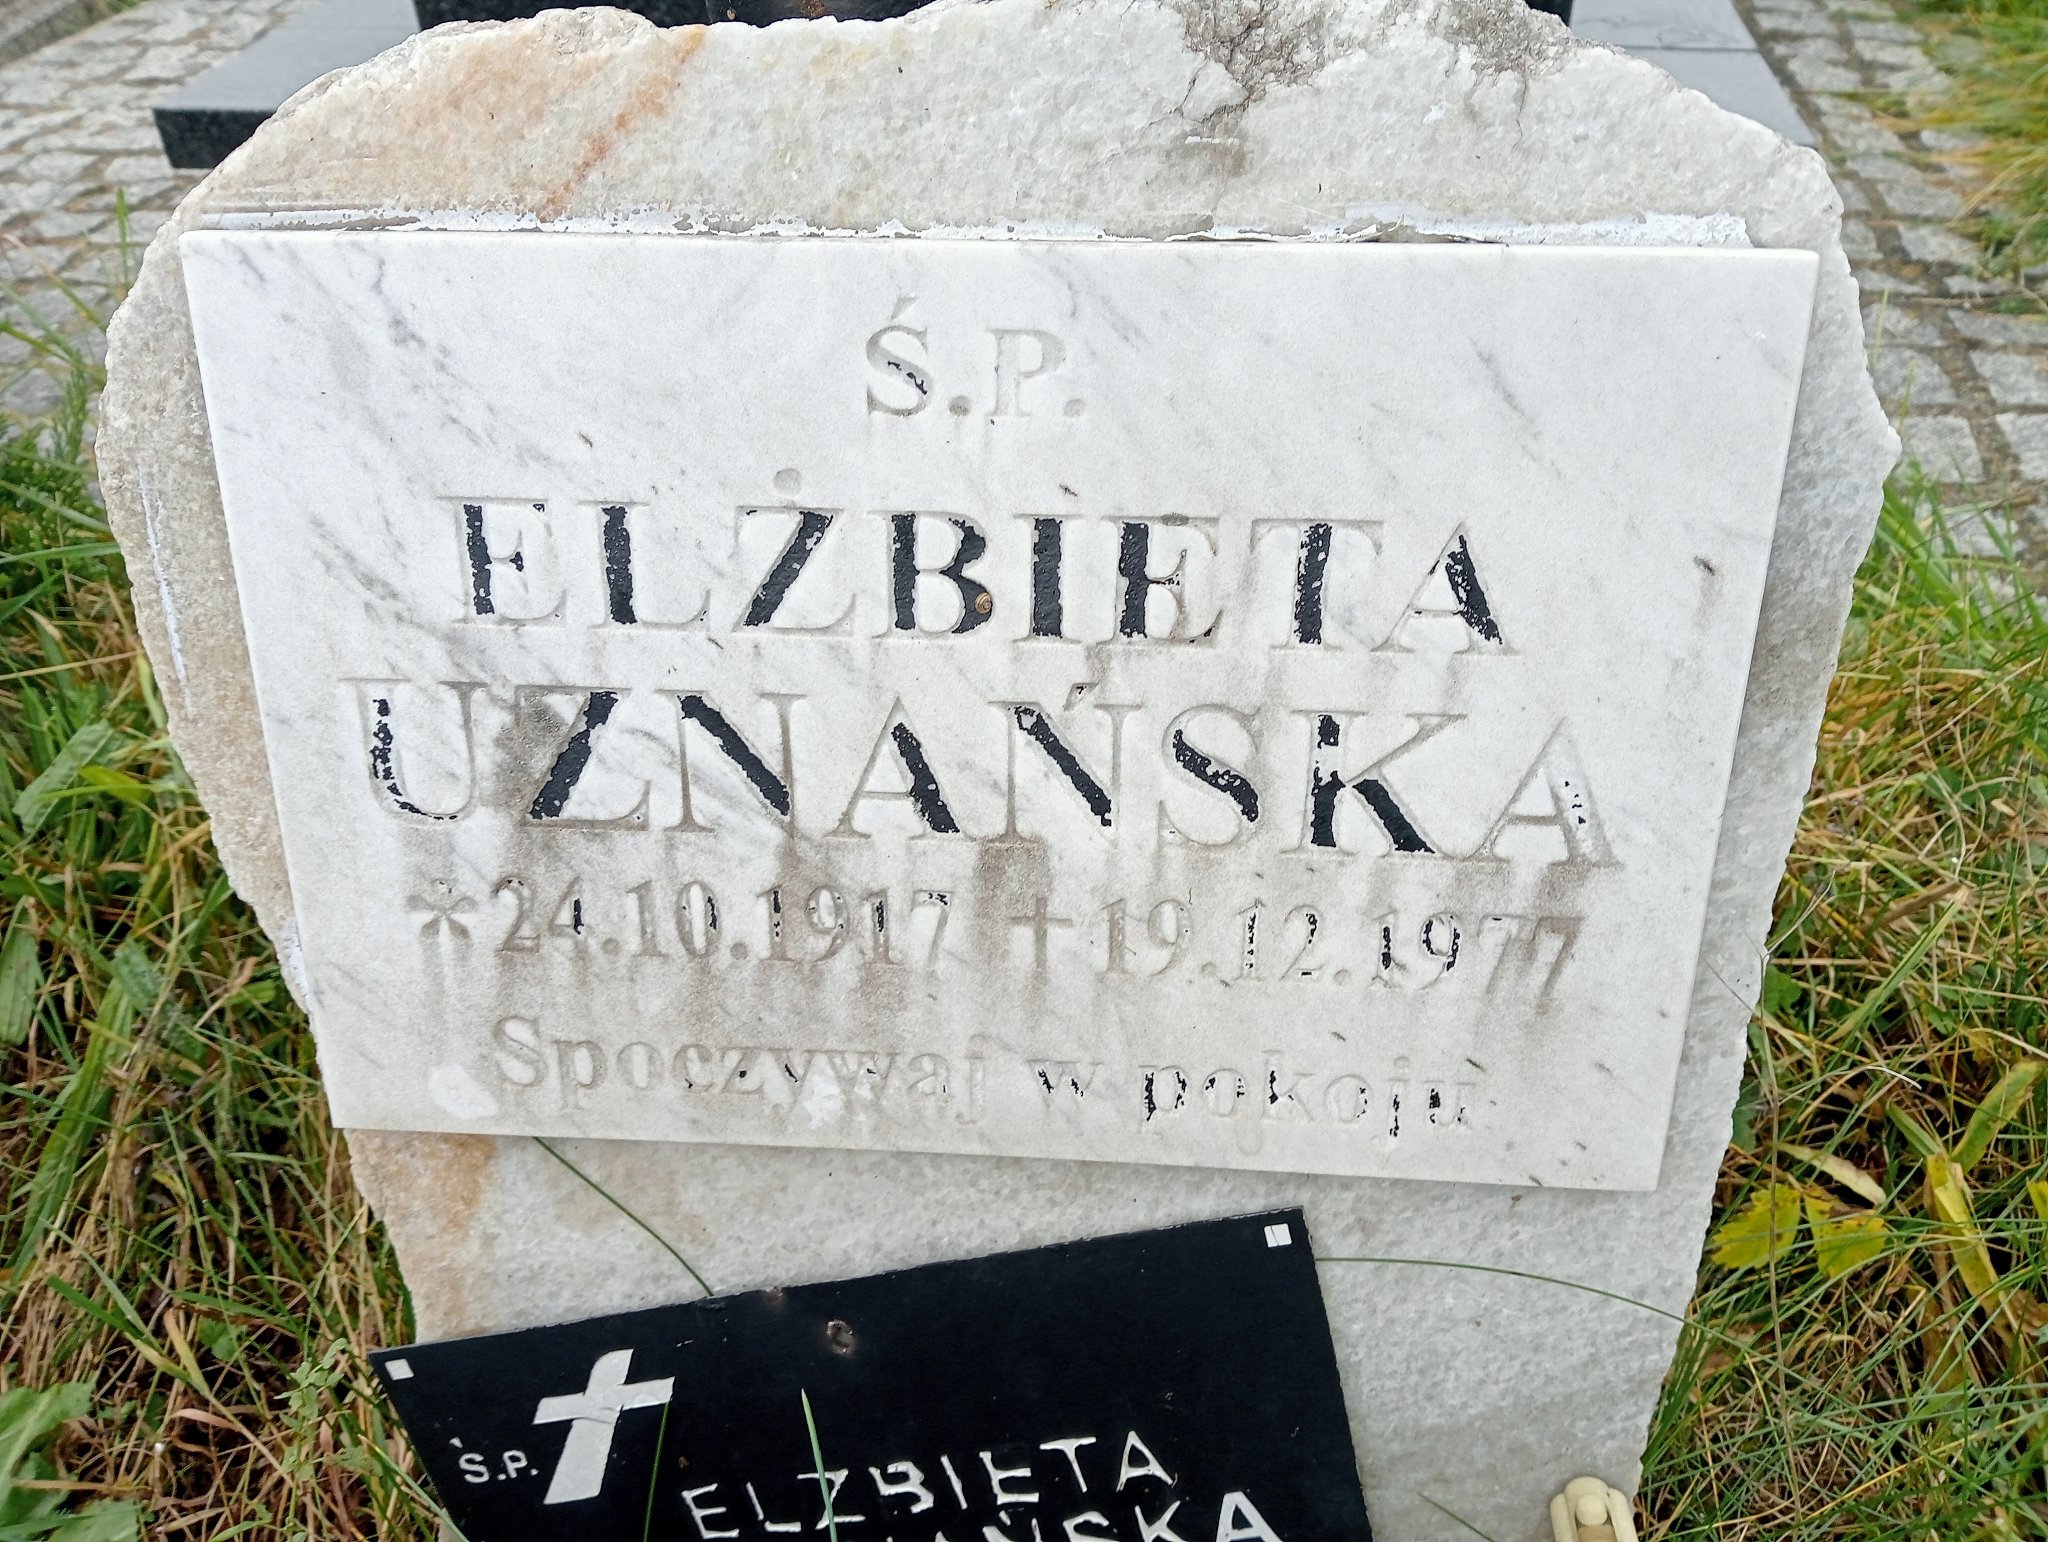 Ś.P.
ELŻBIETA
UZNAŃSKA
* 24.10.1917 † 19.12.1977
Spoczywaj w pokoju
Ś.P.
ELŻBIETA